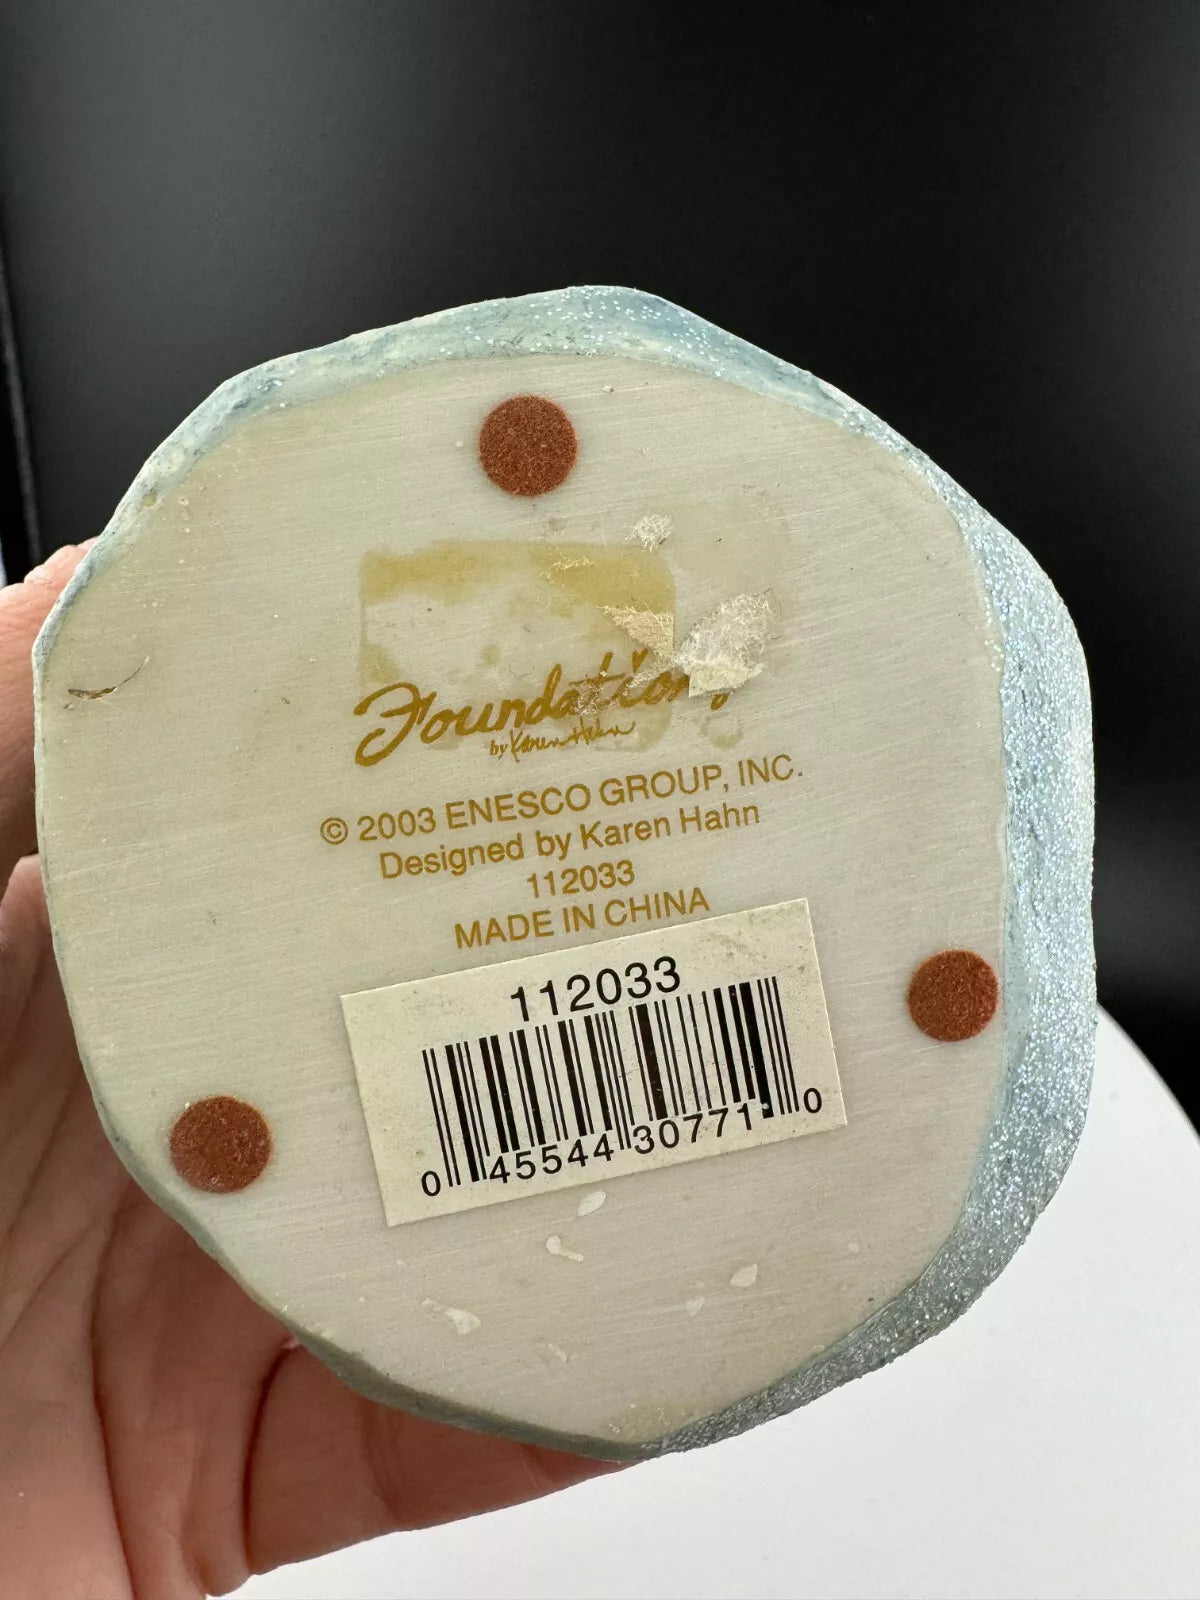 Foundations
by Karen Hahn
© 2003 ENESCO GROUP, INC.
Designed by Karen Hahn
112033
MADE IN CHINA
112033
0 45544 30771 0